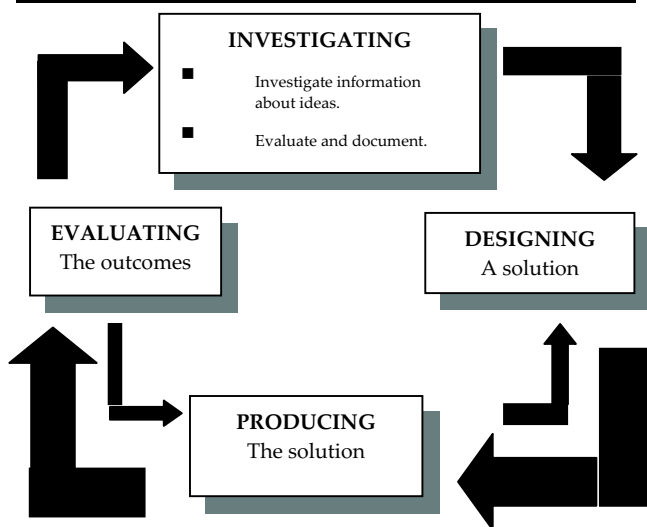 INVESTIGATING
■ Investigate information
about ideas.
■ Evaluate and document.
EVALUATING
The outcomes
DESIGNING
A solution
PRODUCING
The solution